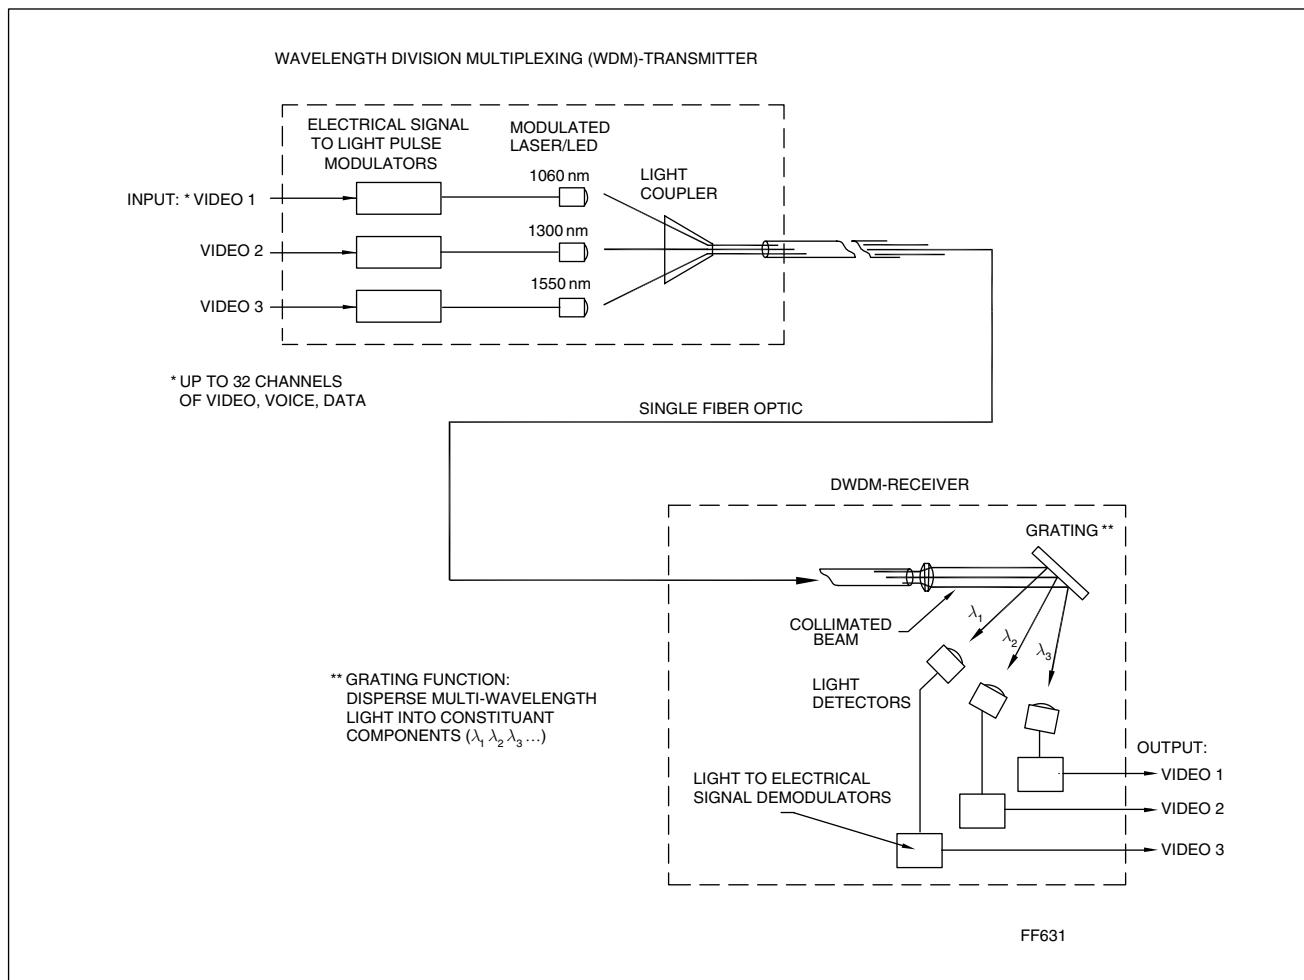 WAVELENGTH DIVISION MULTIPLEXING (WDM)-TRANSMITTER
ELECTRICAL SIGNAL
TO LIGHT PULSE
MODULATORS
MODULATED
LASER/LED
LIGHT
COUPLER
1060 nm
INPUT: * VIDEO 1
1300 nm
VIDEO 2
1550 nm
VIDEO 3
* UP TO 32 CHANNELS
OF VIDEO, VOICE, DATA
SINGLE FIBER OPTIC
DWDM-RECEIVER
GRATING **
COLLIMATED
BEAM
λ1
λ2
λ3
** GRATING FUNCTION:
DISPERSE MULTI-WAVELENGTH
LIGHT INTO CONSTITUANT
COMPONENTS (λ1 λ2 λ3 ...)
LIGHT
DETECTORS
LIGHT TO ELECTRICAL
SIGNAL DEMODULATORS
OUTPUT:
VIDEO 1
VIDEO 2
VIDEO 3
FF631